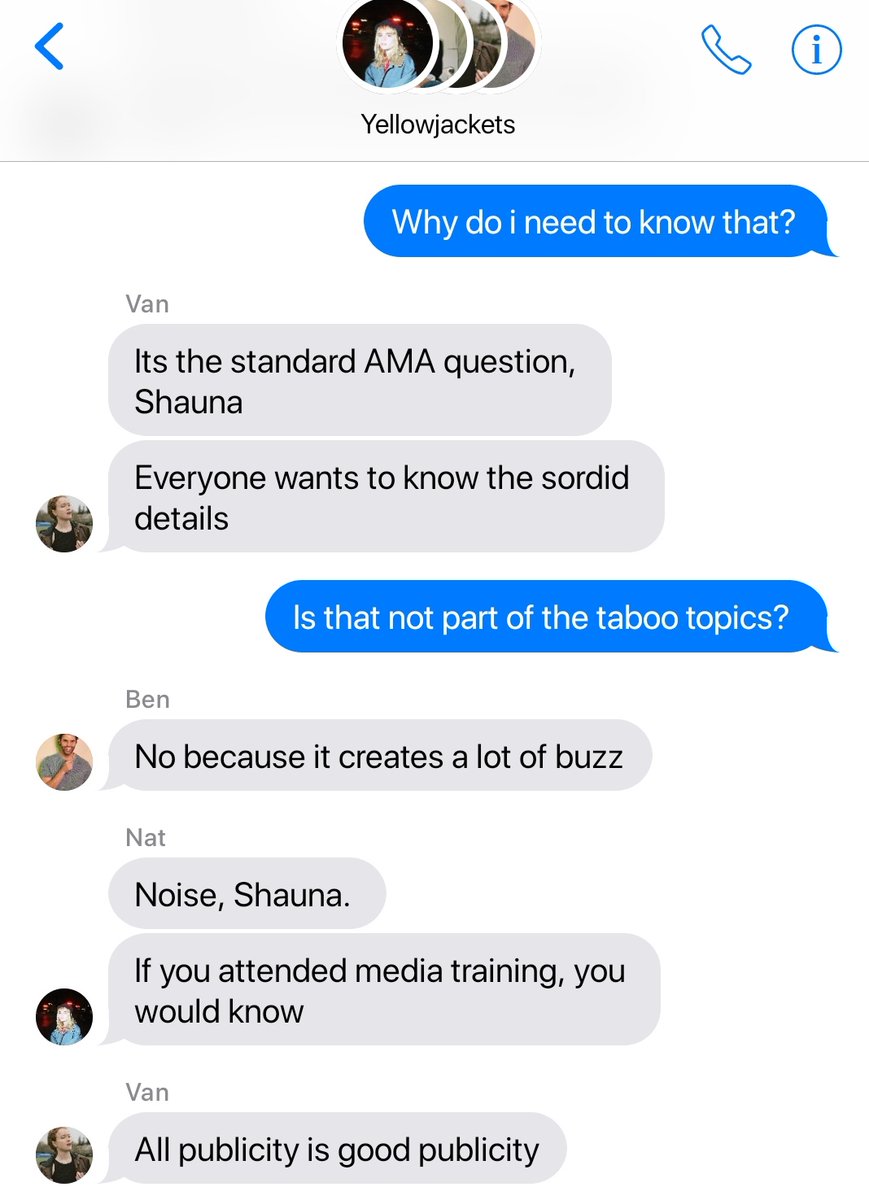 Yellowjackets
Why do i need to know that?
Van
Its the standard AMA question,
Shauna
Everyone wants to know the sordid
details
Is that not part of the taboo topics?
Ben
No because it creates a lot of buzz
Nat
Noise, Shauna.
If you attended media training, you
would know
Van
All publicity is good publicity